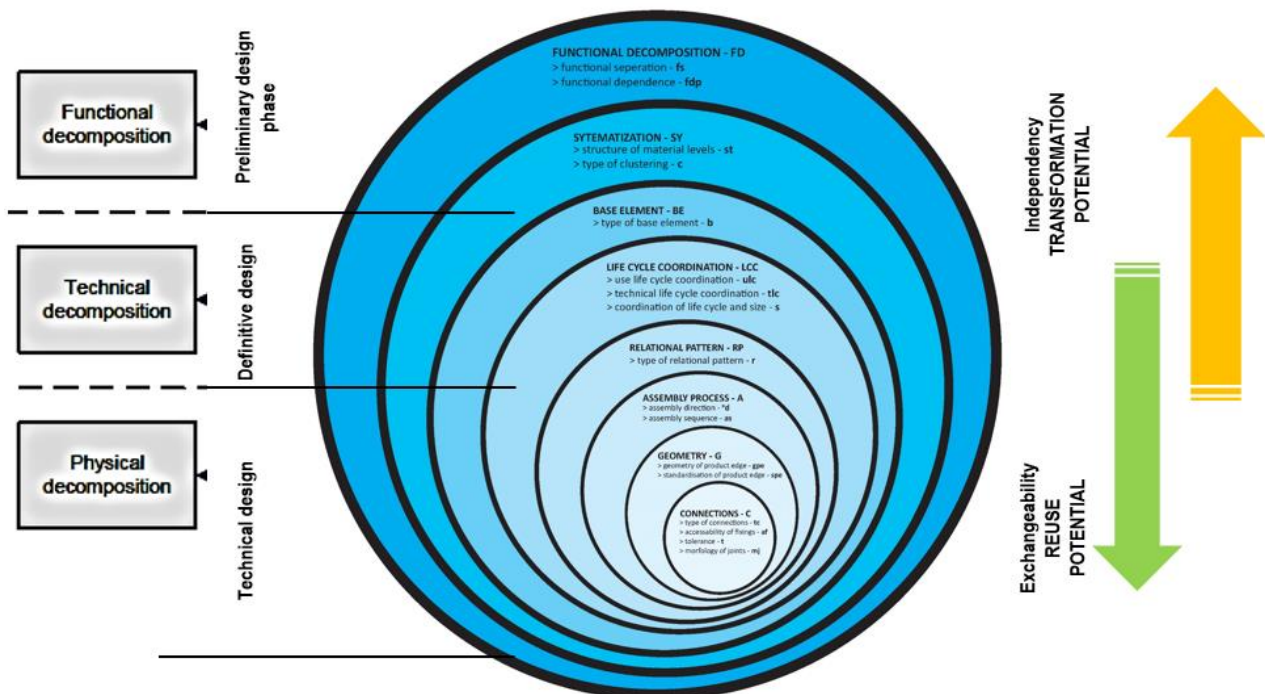 Functional
decomposition
Technical
decomposition
Physical
decomposition
Preliminary design
phase
Definitive design
Technical design
FUNCTIONAL DECOMPOSITION - FD
> functional seperation - fs
> functional dependence - fdp
SYTEMATIZATION - SY
> structure of material levels - st
> type of clustering - c
BASE ELEMENT - BE
> type of base element - b
LIFE CYCLE COORDINATION - LCC
> use life cycle coordination - ulc
> technical life cycle coordination - tlc
> coordination of life cycle and size - s
RELATIONAL PATTERN - RP
> type of relational pattern - r
ASSEMBLY PROCESS - A
> assembly direction - "d
> assembly sequence - as
GEOMETRY - G
> geometry of product edge - gpe
> standardisation of product edge - spe
CONNECTIONS - C
> type of connections - tc
> accessability of fixings - af
> tolerance - t
> morfology of joints - mj
Independency
TRANSFORMATION
POTENTIAL
Exchangeability
REUSE
POTENTIAL